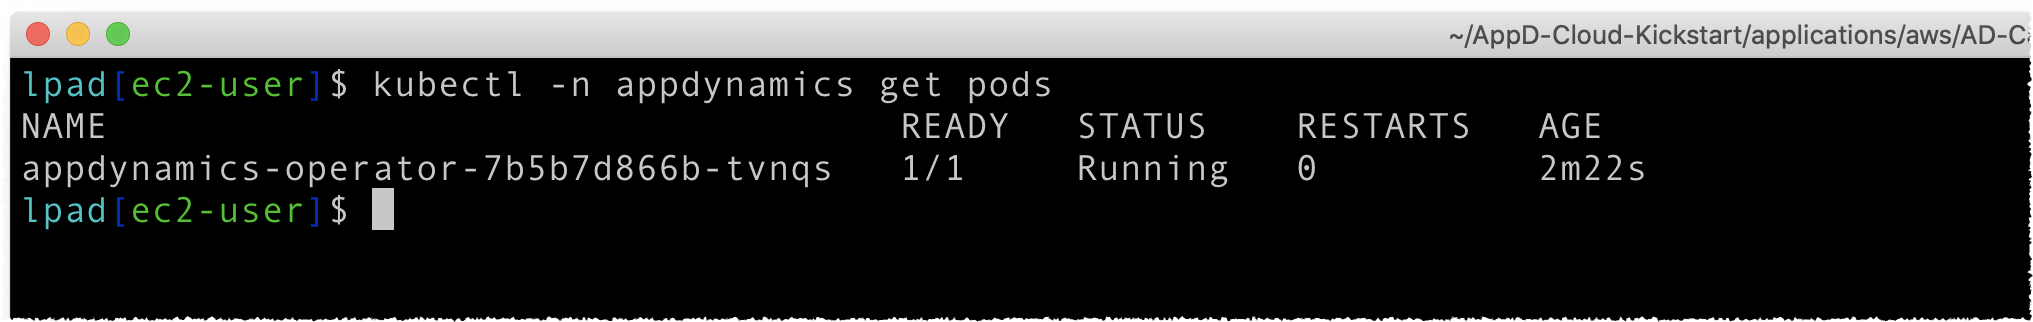 ~/AppD-Cloud-Kickstart/applications/aws/AD-C
lpad[ec2-user]$ kubectl -n appdynamics get pods
NAME READY STATUS RESTARTS AGE
appdynamics-operator-7b5b7d866b-tvnqs 1/1 Running 0 2m22s
lpad[ec2-user]$